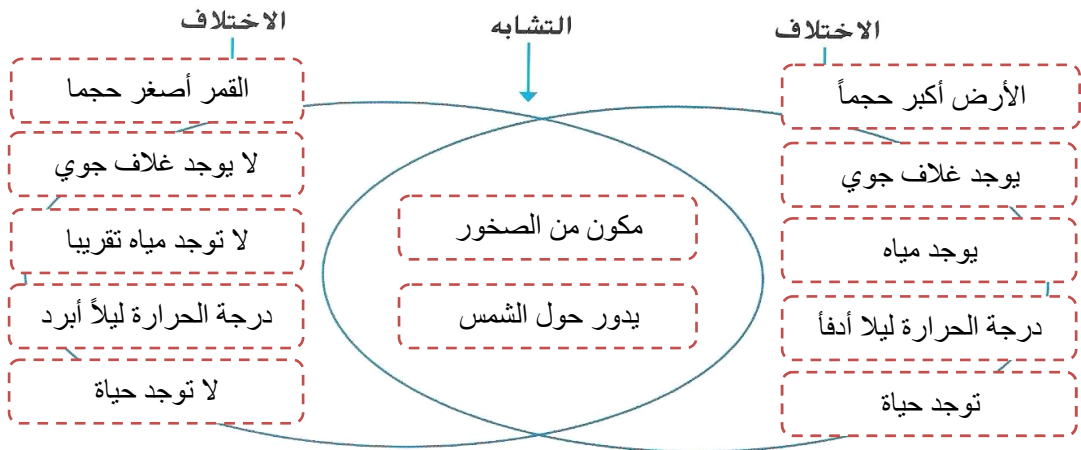 الاختلاف
التشابه
الاختلاف
الأرض أكبر حجماً
يوجد غلاف جوي
يوجد مياه
درجة الحرارة ليلا أدفأ
توجد حياة
مكون من الصخور
يدور حول الشمس
القمر أصغر حجما
لا يوجد غلاف جوي
لا توجد مياه تقريبا
درجة الحرارة ليلاً أبرد
لا توجد حياة